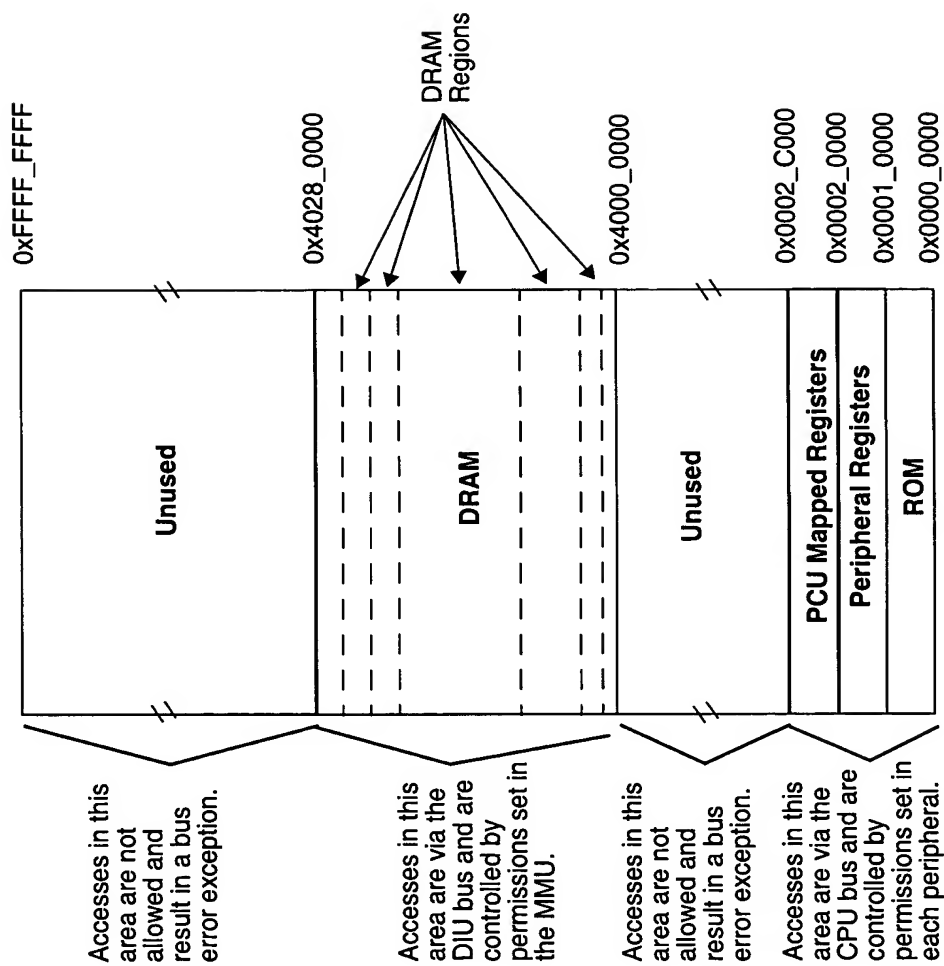 0xFFFF_FFFF
Unused
Accesses in this
area are not
allowed and
result in a bus
error exception.
0x4028_0000
DRAM
Regions
DRAM
Accesses in this
area are via the
DIU bus and are
controlled by
permissions set in
the MMU.
0x4000_0000
Unused
Accesses in this
area are not
allowed and
result in a bus
error exception.
0x0002_C000
PCU Mapped Registers
0x0002_0000
Peripheral Registers
0x0001_0000
ROM
0x0000_0000
Accesses in this
area are via the
CPU bus and are
controlled by
permissions set in
each peripheral.